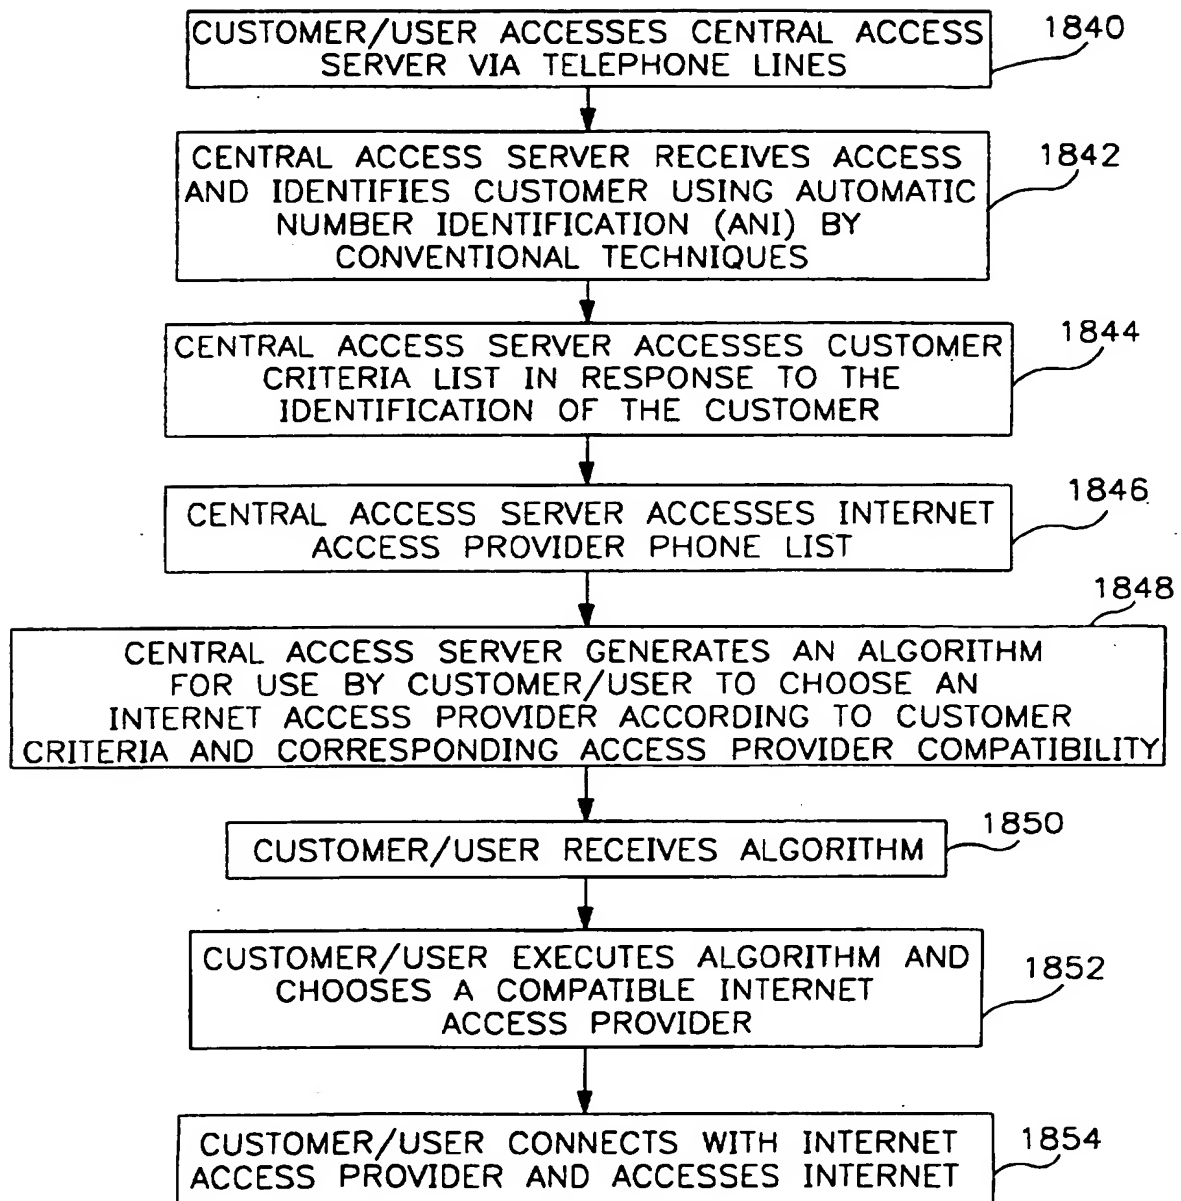 CUSTOMER/USER ACCESSES CENTRAL ACCESS
SERVER VIA TELEPHONE LINES
1840
CENTRAL ACCESS SERVER RECEIVES ACCESS
AND IDENTIFIES CUSTOMER USING AUTOMATIC
NUMBER IDENTIFICATION (ANI) BY
CONVENTIONAL TECHNIQUES
1842
CENTRAL ACCESS SERVER ACCESSES CUSTOMER
CRITERIA LIST IN RESPONSE TO THE
IDENTIFICATION OF THE CUSTOMER
1844
CENTRAL ACCESS SERVER ACCESSES INTERNET
ACCESS PROVIDER PHONE LIST
1846
CENTRAL ACCESS SERVER GENERATES AN ALGORITHM
FOR USE BY CUSTOMER/USER TO CHOOSE AN
INTERNET ACCESS PROVIDER ACCORDING TO CUSTOMER
CRITERIA AND CORRESPONDING ACCESS PROVIDER COMPATIBILITY
1848
CUSTOMER/USER RECEIVES ALGORITHM
1850
CUSTOMER/USER EXECUTES ALGORITHM AND
CHOOSES A COMPATIBLE INTERNET
ACCESS PROVIDER
1852
CUSTOMER/USER CONNECTS WITH INTERNET
ACCESS PROVIDER AND ACCESSES INTERNET
1854